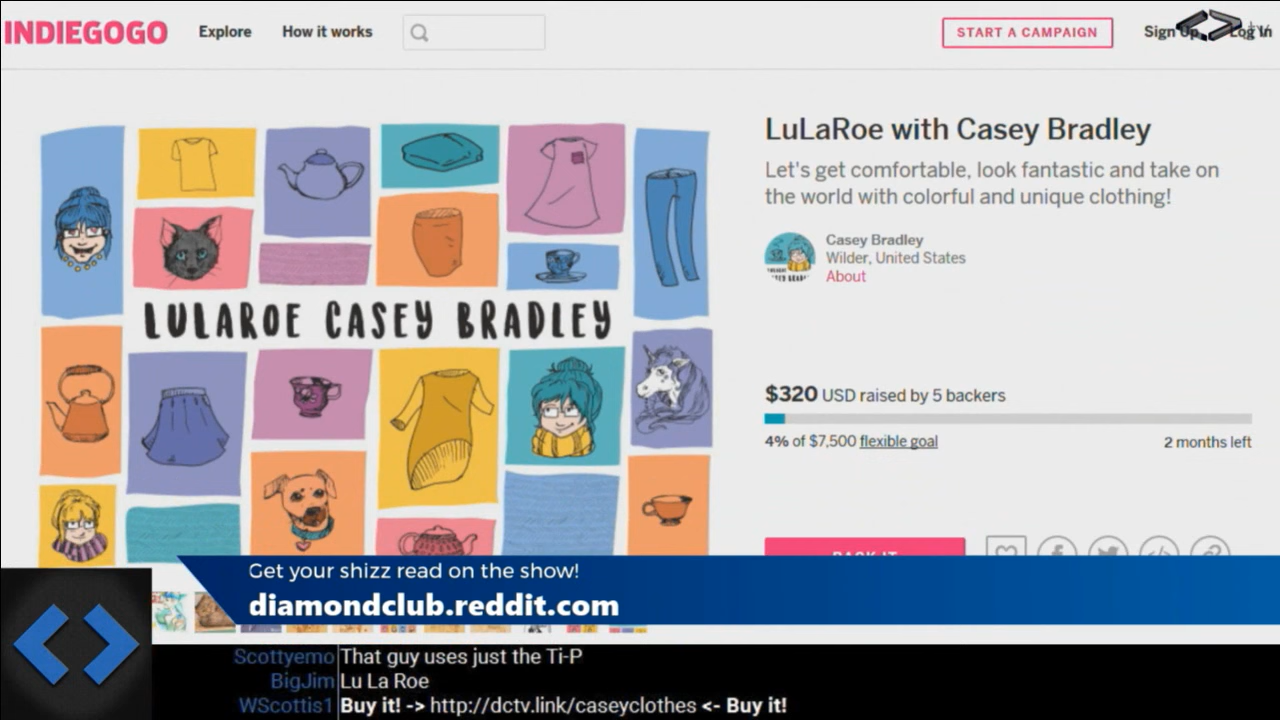 INDIEGOGO Explore How it works START A CAMPAIGN Sign Up Log In
LuLaRoe with Casey Bradley
Let's get comfortable, look fantastic and take on
the world with colorful and unique clothing!
Casey Bradley
Wilder, United States
About
LULAROE CASEY BRADLEY
$320 USD raised by 5 backers
4% of $7,500 flexible goal 2 months left
BACK IT
Get your shizz read on the show!
diamondclub.reddit.com
Scottyemo That guy uses just the Ti-P
BigJim Lu La Roe
WScottis1 Buy it! -> http://dctv.link/caseyclothes <- Buy it!